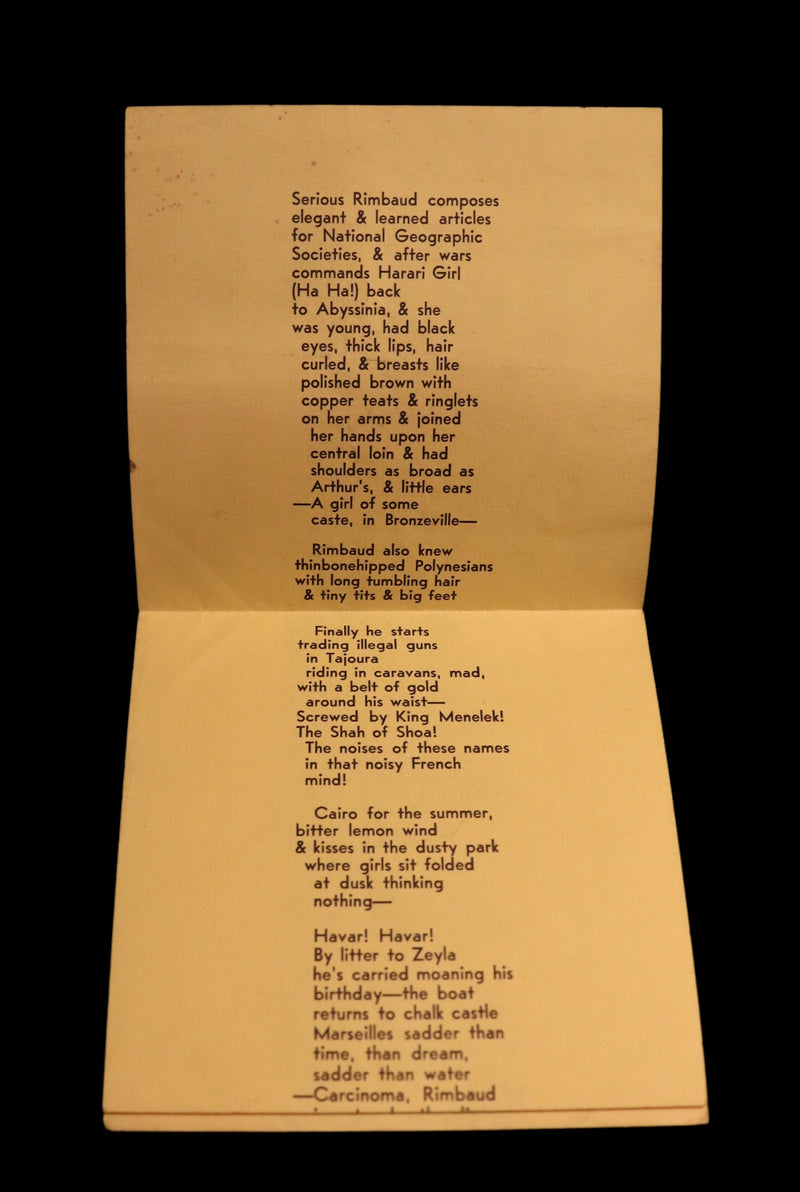 Serious Rimbaud composes
elegant & learned articles
for National Geographic
Societies, & after wars
commands Harari Girl
(Ha Ha!) back
to Abyssinia, & she
was young, had black
eyes, thick lips, hair
curled, & breasts like
polished brown with
copper teats & ringlets
on her arms & joined
her hands upon her
central loin & had
shoulders as broad as
Arthur's, & little ears
—A girl of some
caste, in Bronzeville—
Rimbaud also knew
thinbonehipped Polynesians
with long tumbling hair
& tiny tits & big feet
Finally he starts
trading illegal guns
in Tajoura
riding in caravans, mad,
with a belt of gold
around his waist—
Screwed by King Menelek!
The Shah of Shoa!
The noises of these names
in that noisy French
mind!
Cairo for the summer,
bitter lemon wind
& kisses in the dusty park
where girls sit folded
at dusk thinking
nothing—
Havar! Havar!
By litter to Zeyla
he's carried moaning his
birthday—the boat
returns to chalk castle
Marseilles sadder than
time, than dream,
sadder than water
—Carcinoma, Rimbaud